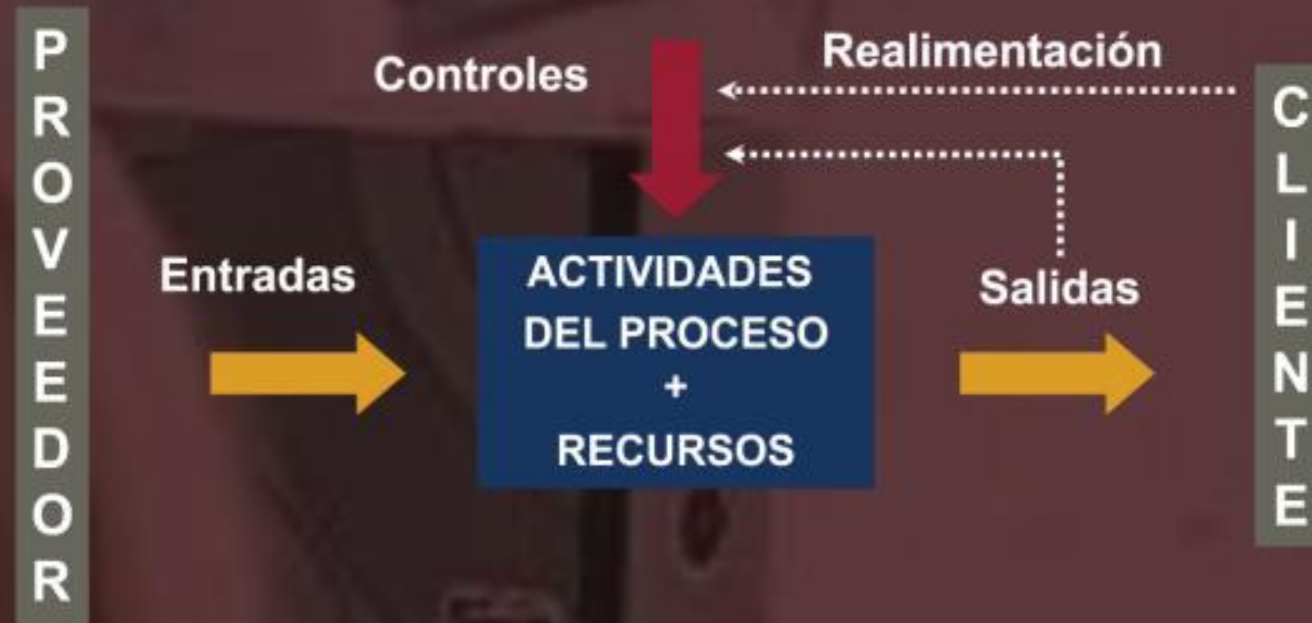 PROVEEDOR
Controles
Realimentación
Entradas
ACTIVIDADES
DEL PROCESO
+
RECURSOS
Salidas
CLIENTE